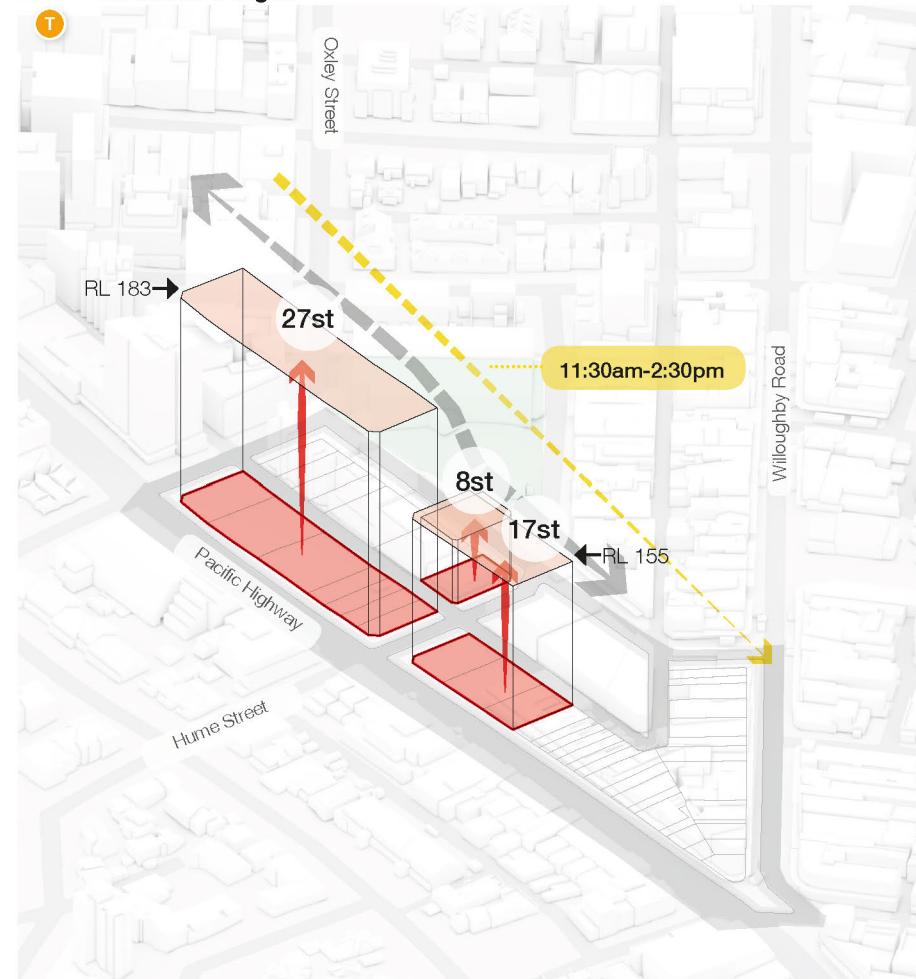 T
Oxley Street
RL 183
27st
11:30am-2:30pm
Willoughby Road
8st
17st
RL 155
Pacific Highway
Hume Street